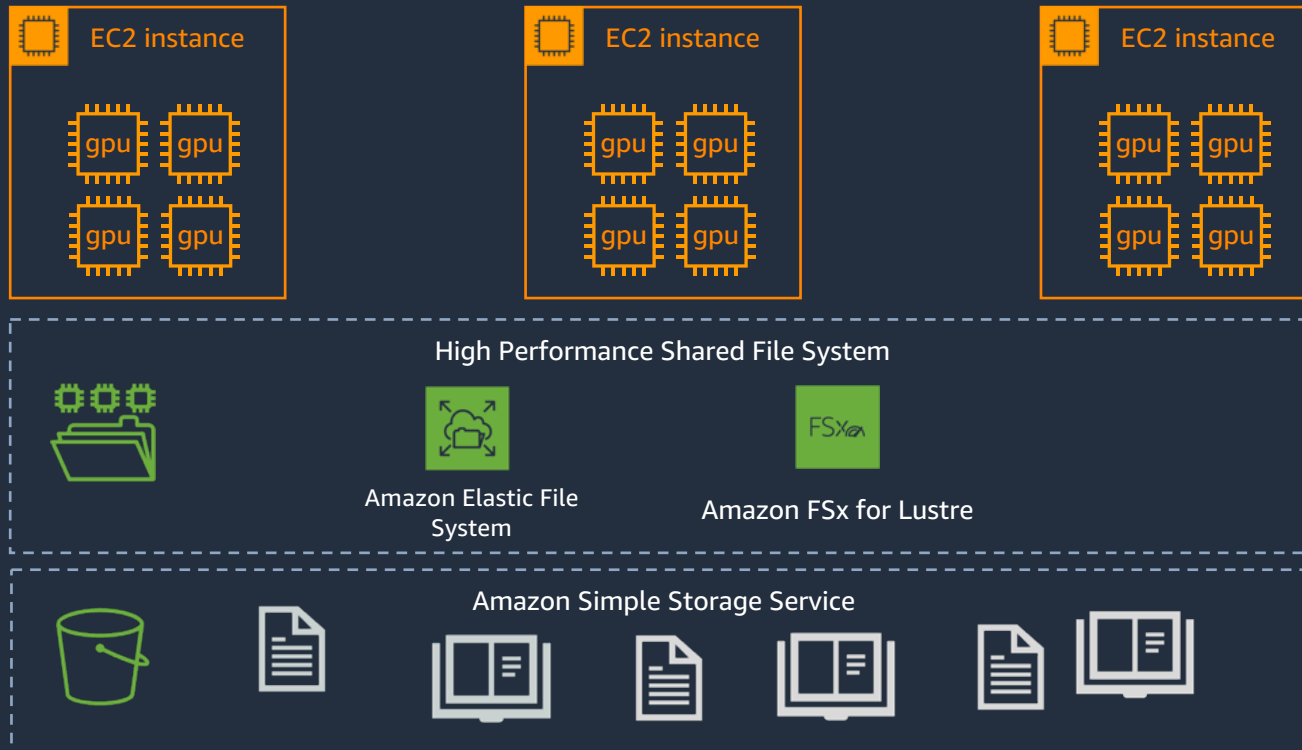 EC2 instance
EC2 instance
EC2 instance
gpu gpu
gpu gpu
gpu gpu
gpu gpu
gpu gpu
gpu gpu
High Performance Shared File System
FSx
Amazon Elastic File
System
Amazon FSx for Lustre
Amazon Simple Storage Service